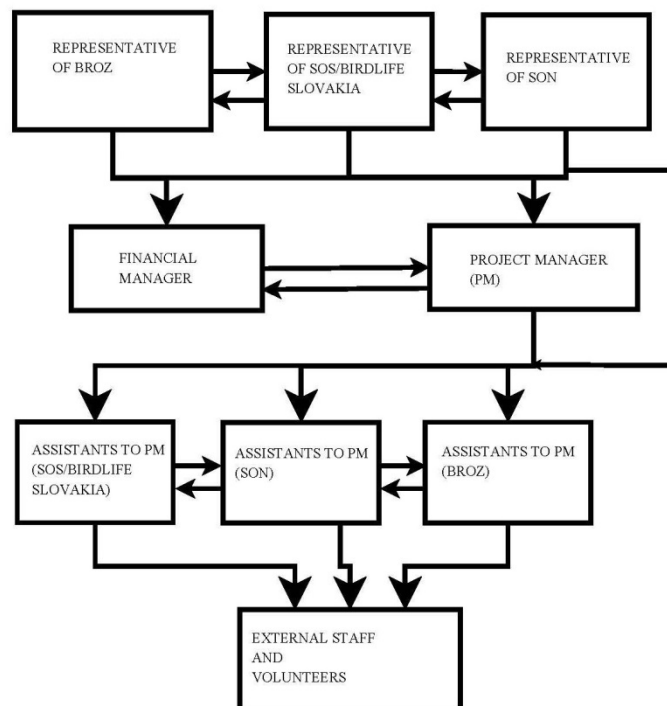 REPRESENTATIVE
OF BROZ
REPRESENTATIVE
OF SOS/BIRDLIFE
SLOVAKIA
REPRESENTATIVE
OF SON
FINANCIAL
MANAGER
PROJECT MANAGER
(PM)
ASSISTANTS TO PM
(SOS/BIRDLIFE
SLOVAKIA)
ASSISTANTS TO PM
(SON)
ASSISTANTS TO PM
(BROZ)
EXTERNAL STAFF
AND
VOLUNTEERS